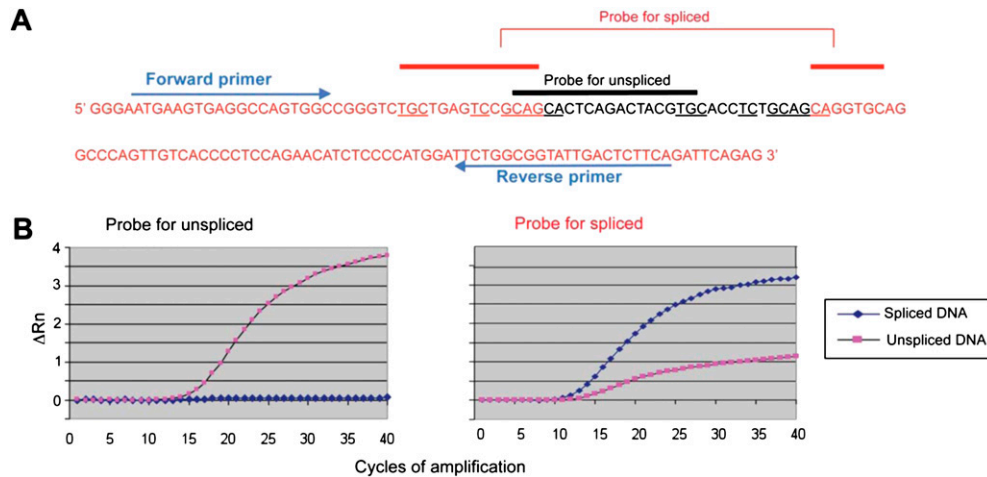 A
Probe for spliced
Forward primer
Probe for unspliced
5' GGGAATGAAGTGAGGCCAGTGGCCGGGTCTGCTGAGTCCGCAGCACTCAGACTACGTGCACCTCTGCAGCAGGTGCAG
GCCCAGTTGTCACCCCTCCAGAACATCTCCCCATGGATTCTGGCGGTATTGACTCTTCAGATTCAGAG 3'
Reverse primer
B
Probe for unspliced
Probe for spliced
4
3
2
1
0
ΔRn
0 5 10 15 20 25 30 35 40
0 5 10 15 20 25 30 35 40
Cycles of amplification
Spliced DNA
Unspliced DNA